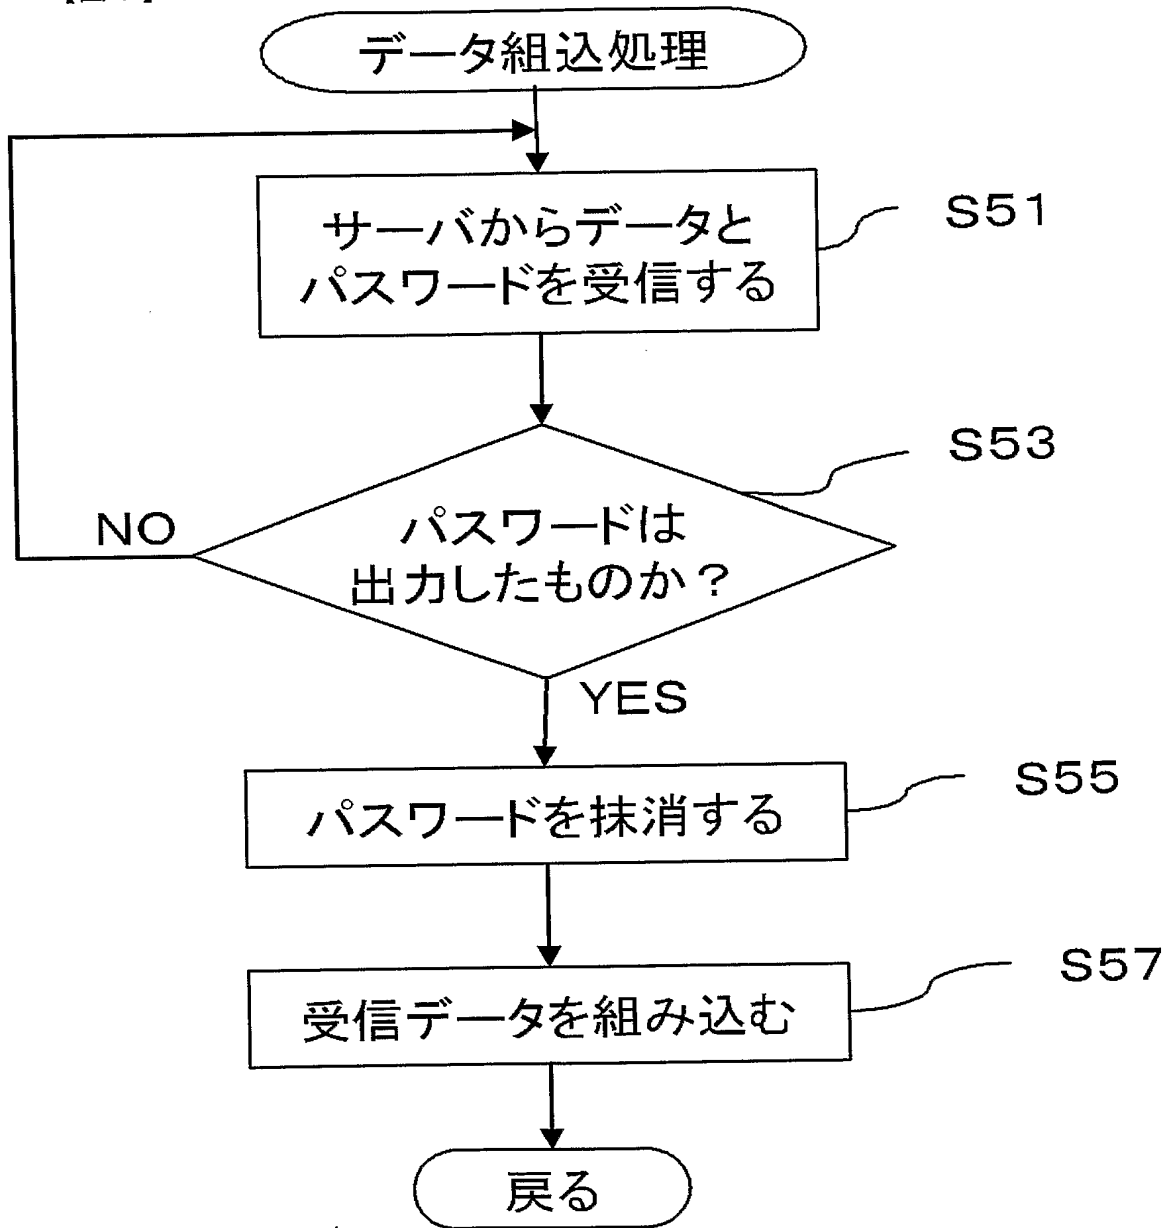 データ組込処理
サーバからデータと
パスワードを受信する
S51
S53
パスワードは
出力したものか?
NO
YES
パスワードを抹消する
S55
受信データを組み込む
S57
戻る